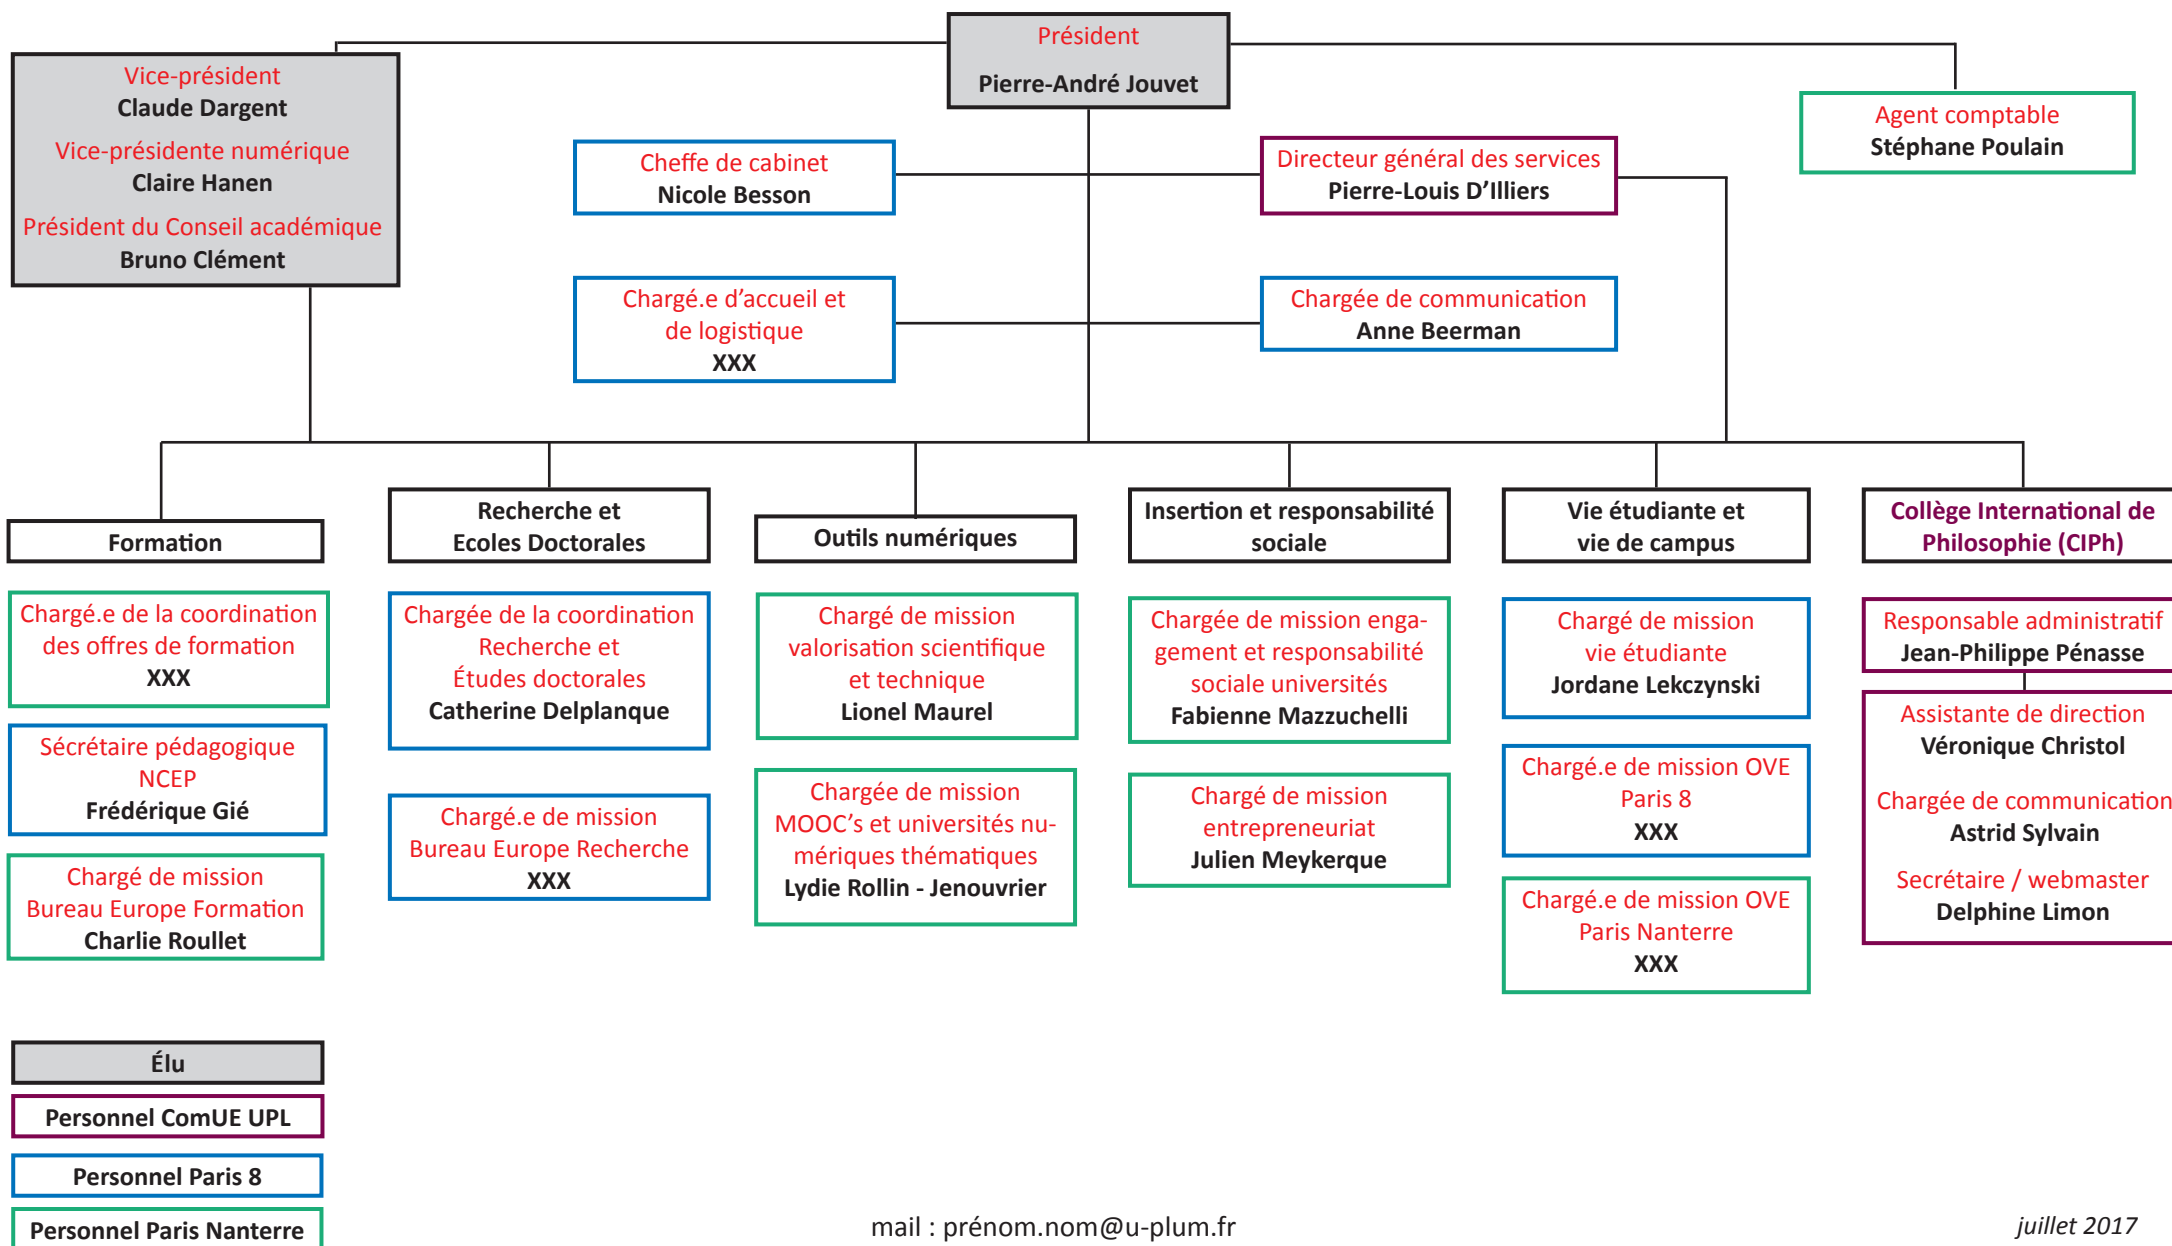 Président
Pierre-André Jouvet
Vice-président
Claude Dargent
Vice-présidente numérique
Claire Hanen
Président du Conseil académique
Bruno Clément
Agent comptable
Stéphane Poulain
Cheffe de cabinet
Nicole Besson
Directeur général des services
Pierre-Louis D’Illiers
Chargé.e d’accueil et
de logistique
XXX
Chargée de communication
Anne Beerman
Formation
Chargé.e de la coordination
des offres de formation
XXX
Sécrétaire pédagogique
NCEP
Frédérique Gié
Chargé de mission
Bureau Europe Formation
Charlie Roullet
Recherche et
Ecoles Doctorales
Chargée de la coordination
Recherche et
Études doctorales
Catherine Delplanque
Chargé.e de mission
Bureau Europe Recherche
XXX
Outils numériques
Chargé de mission
valorisation scientifique
et technique
Lionel Maurel
Chargée de mission
MOOC’s et universités nu-
mériques thématiques
Lydie Rollin - Jenouvrier
Insertion et responsabilité
sociale
Chargée de mission enga-
gement et responsabilité
sociale universités
Fabienne Mazzuchelli
Chargé de mission
entrepreneuriat
Julien Meykerque
Vie étudiante et
vie de campus
Chargé de mission
vie étudiante
Jordane Lekczynski
Chargé.e de mission OVE
Paris 8
XXX
Chargé.e de mission OVE
Paris Nanterre
XXX
Collège International de
Philosophie (CIPh)
Responsable administratif
Jean-Philippe Pénasse
Assistante de direction
Véronique Christol
Chargée de communication
Astrid Sylvain
Secrétaire / webmaster
Delphine Limon
Élu
Personnel ComUE UPL
Personnel Paris 8
Personnel Paris Nanterre
mail : prénom.nom@u-plum.fr
juillet 2017